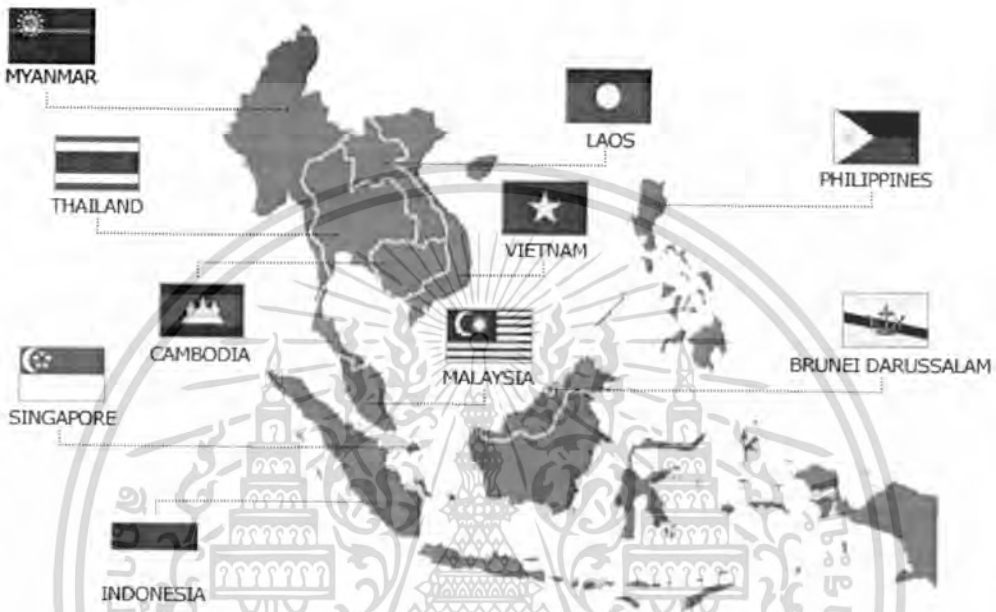 MYANMAR
LAOS
PHILIPPINES
THAILAND
VIETNAM
CAMBODIA
MALAYSIA
BRUNEI DARUSSALAM
SINGAPORE
INDONESIA